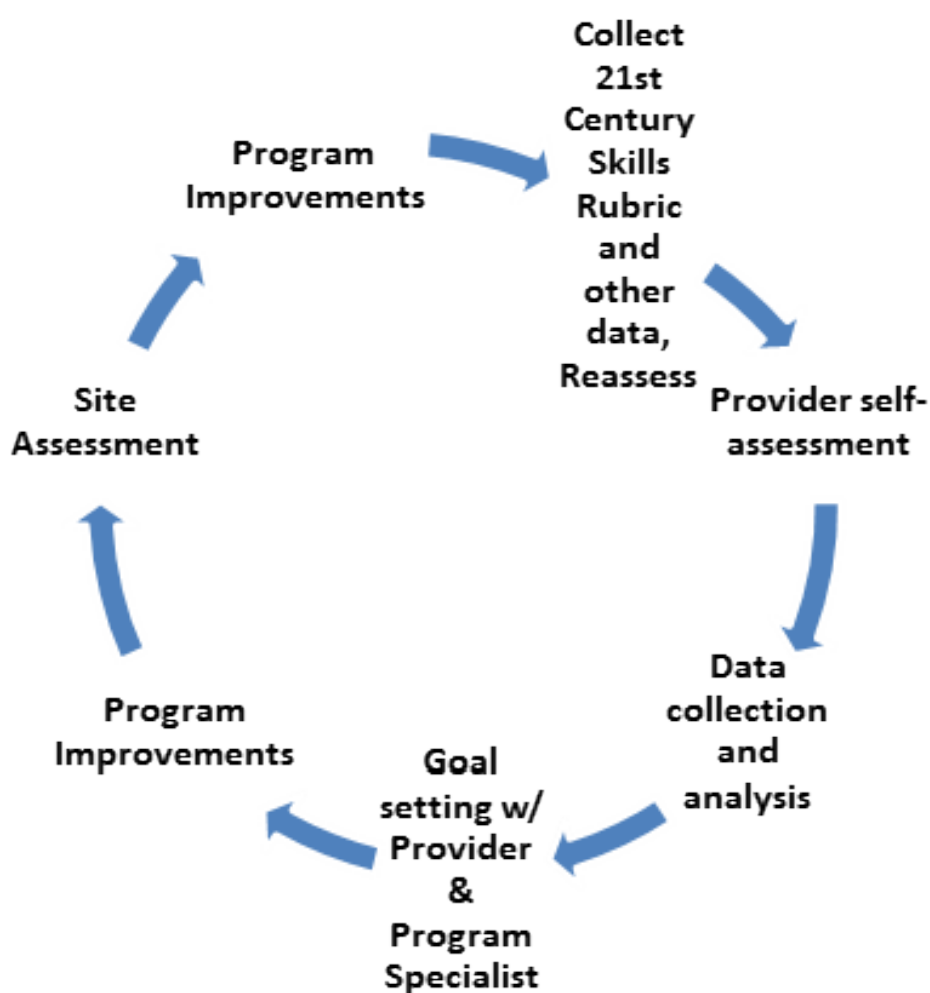 Collect
21st
Century
Skills
Rubric
and
other
data,
Reassess
Provider self-
assessment
Data
collection
and
analysis
Goal
setting w/
Provider
&
Program
Specialist
Program
Improvements
Site
Assessment
Program
Improvements